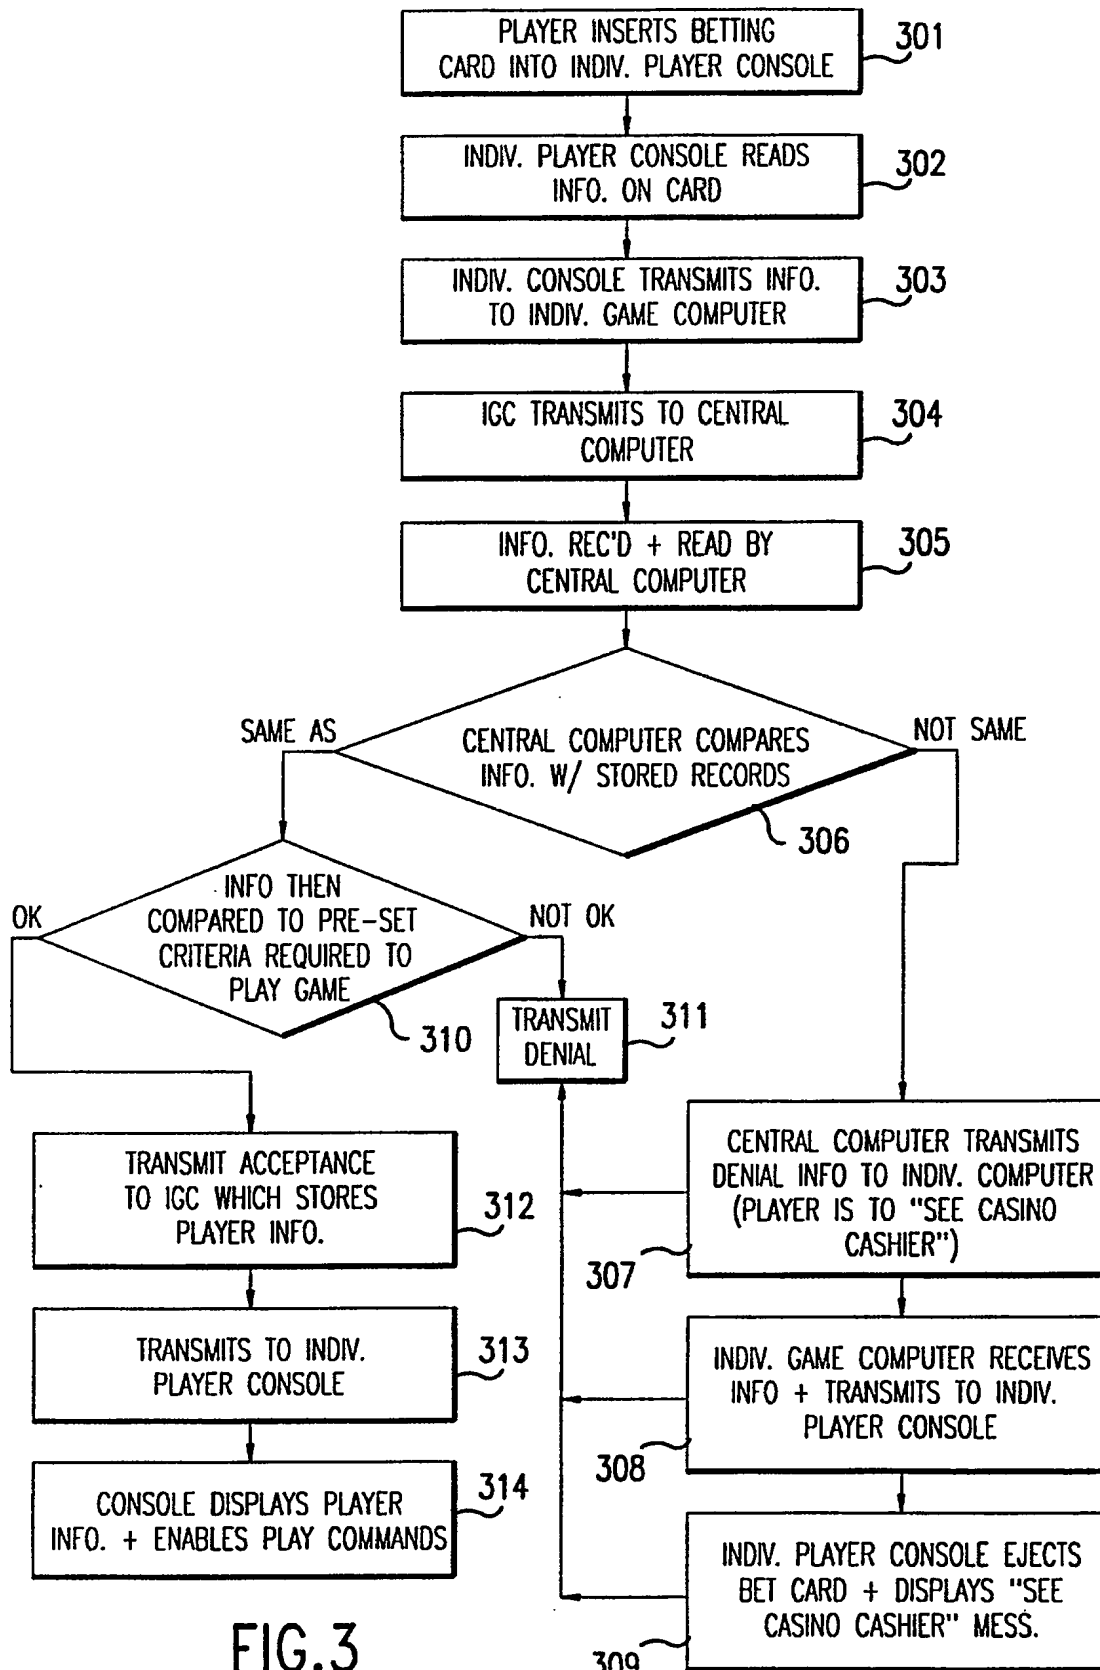 PLAYER INSERTS BETTING
CARD INTO INDIV. PLAYER CONSOLE
301
INDIV. PLAYER CONSOLE READS
INFO. ON CARD
302
INDIV. CONSOLE TRANSMITS INFO.
TO INDIV. GAME COMPUTER
303
IGC TRANSMITS TO CENTRAL
COMPUTER
304
INFO. REC'D + READ BY
CENTRAL COMPUTER
305
SAME AS
NOT SAME
CENTRAL COMPUTER COMPARES
INFO. W/ STORED RECORDS
306
OK
INFO THEN
COMPARED TO PRE-SET
CRITERIA REQUIRED TO
PLAY GAME
NOT OK
310
TRANSMIT
DENIAL
311
TRANSMIT ACCEPTANCE
TO IGC WHICH STORES
PLAYER INFO.
312
CENTRAL COMPUTER TRANSMITS
DENIAL INFO TO INDIV. COMPUTER
(PLAYER IS TO "SEE CASINO
CASHIER")
307
TRANSMITS TO INDIV.
PLAYER CONSOLE
313
INDIV. GAME COMPUTER RECEIVES
INFO + TRANSMITS TO INDIV.
PLAYER CONSOLE
308
CONSOLE DISPLAYS PLAYER
INFO. + ENABLES PLAY COMMANDS
314
INDIV. PLAYER CONSOLE EJECTS
BET CARD + DISPLAYS "SEE
CASINO CASHIER" MESS.
309
FIG.3